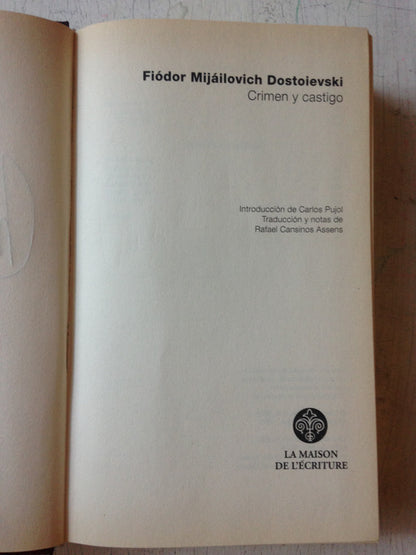 Fiódor Mijáilovich Dostoievski
Crimen y castigo
Introducción de Carlos Pujol
Traducción y notas de
Rafael Cansinos Assens
LA MAISON
DE L'ÉCRITURE